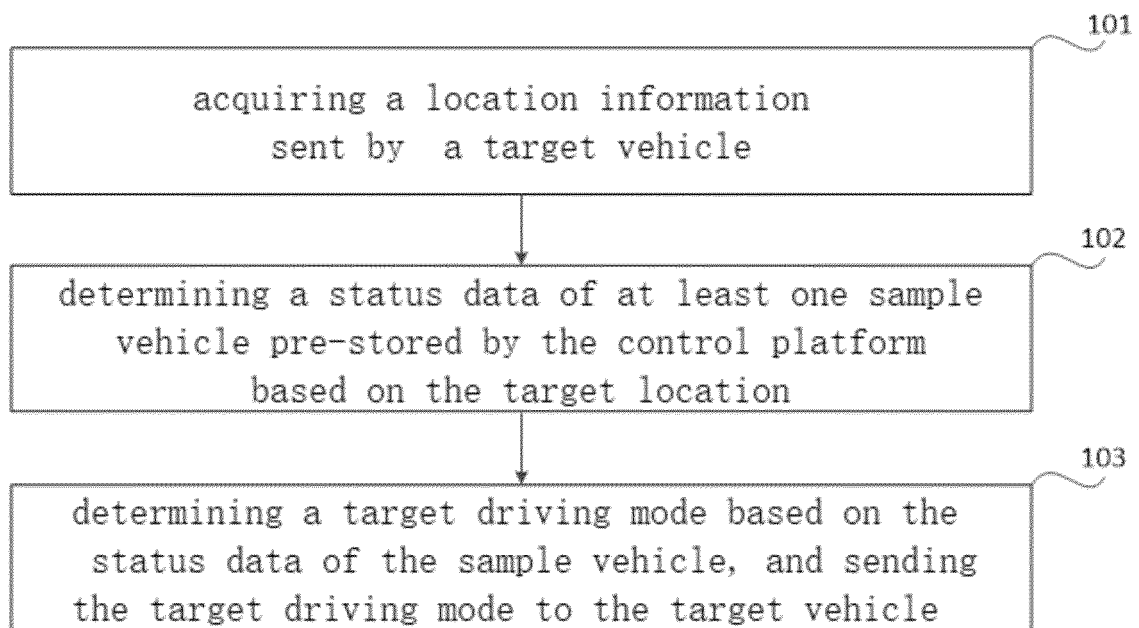 101
acquiring a location information
sent by a target vehicle
102
determining a status data of at least one sample
vehicle pre-stored by the control platform
based on the target location
103
determining a target driving mode based on the
status data of the sample vehicle, and sending
the target driving mode to the target vehicle